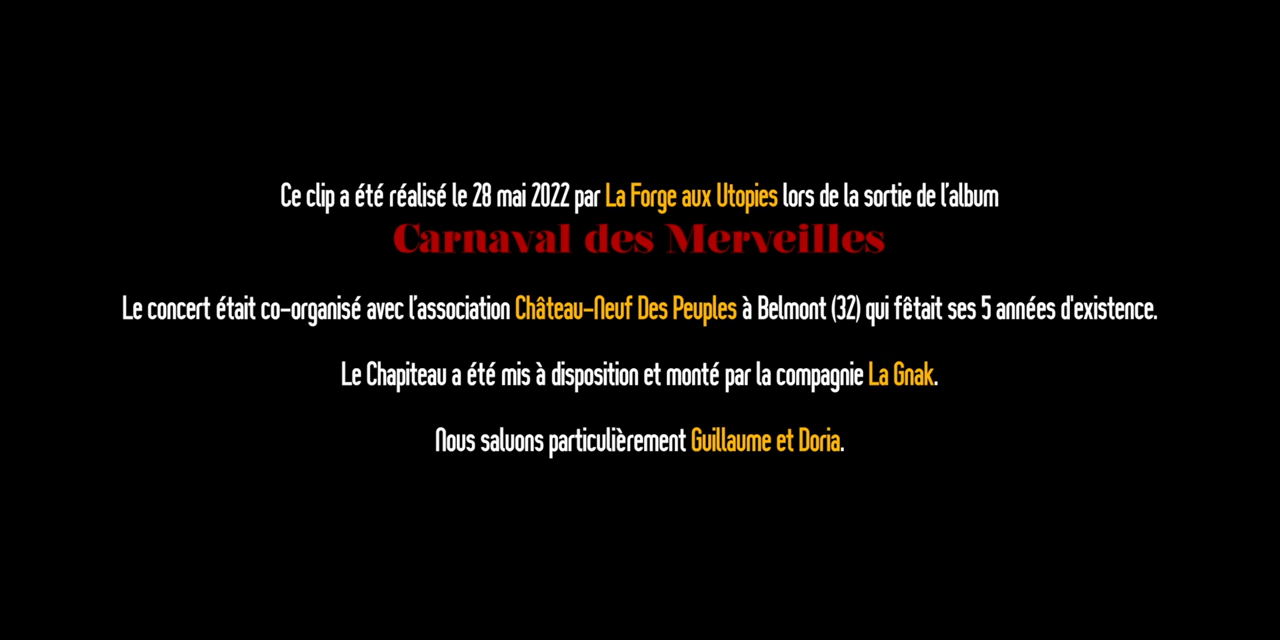 Ce clip a été réalisé le 28 mai 2022 par La Forge aux Utopies lors de la sortie de l'album
Carnaval des Merveilles
Le concert était co-organisé avec l'association Château-Neuf Des Peuples à Belmont (32) qui fêtait ses 5 années d'existence.
Le Chapiteau a été mis à disposition et monté par la compagnie La Gnak.
Nous saluons particulièrement Guillaume et Doria.